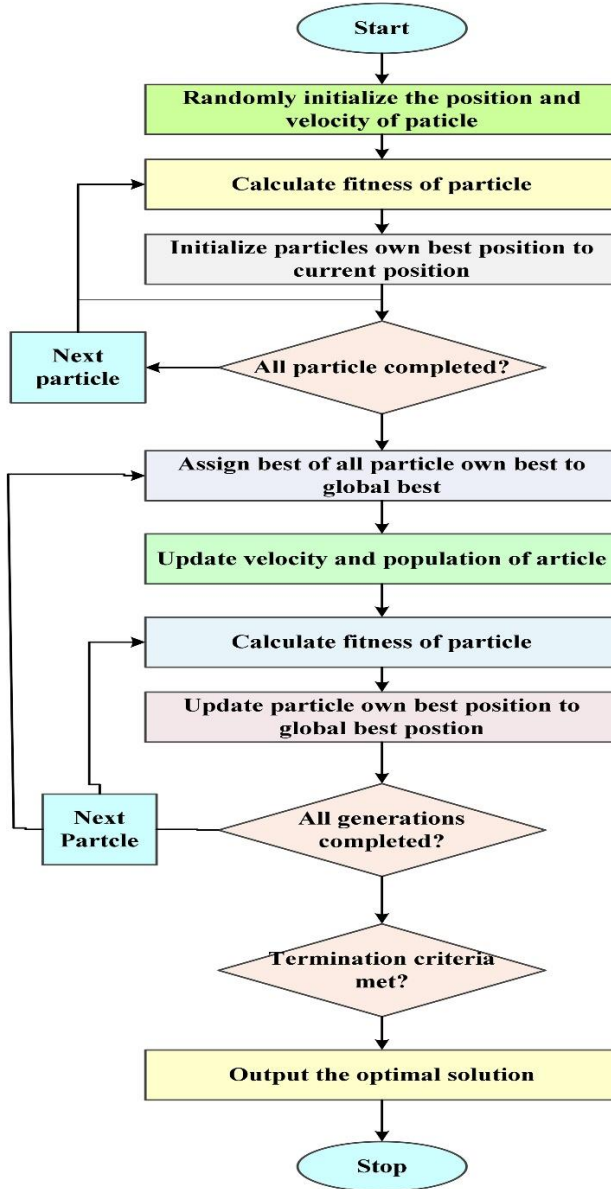 Start
Randomly initialize the position and
velocity of paticle
Calculate fitness of particle
Initialize particles own best position to
current position
Next
particle
All particle completed?
Assign best of all particle own best to
global best
Update velocity and population of article
Calculate fitness of particle
Update particle own best position to
global best postion
Next
Partcle
All generations
completed?
Termination criteria
met?
Output the optimal solution
Stop